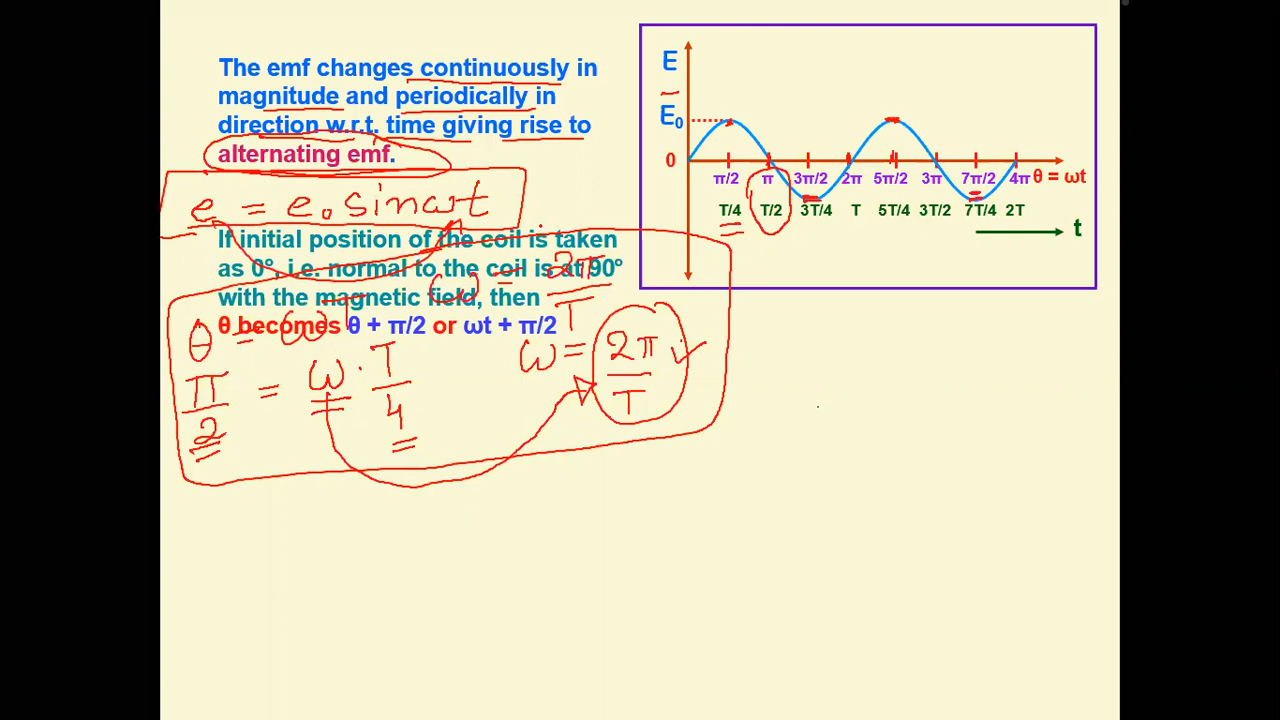 The emf changes continuously in
magnitude and periodically in
direction w.r.t. time giving rise to
alternating emf.
e = e₀ sinωt
If initial position of the coil is taken
as 0°, i.e. normal to the coil is at 90°
with the magnetic field, then
θ becomes θ + π/2 or ωt + π/2
ω = 2π/T
θ = ωT
ω = 2π/T
π/2 = ω · T/4
E
E₀
0
π/2 π 3π/2 2π 5π/2 3π 7π/2 4π θ = ωt
T/4 T/2 3T/4 T 5T/4 3T/2 7T/4 2T
t